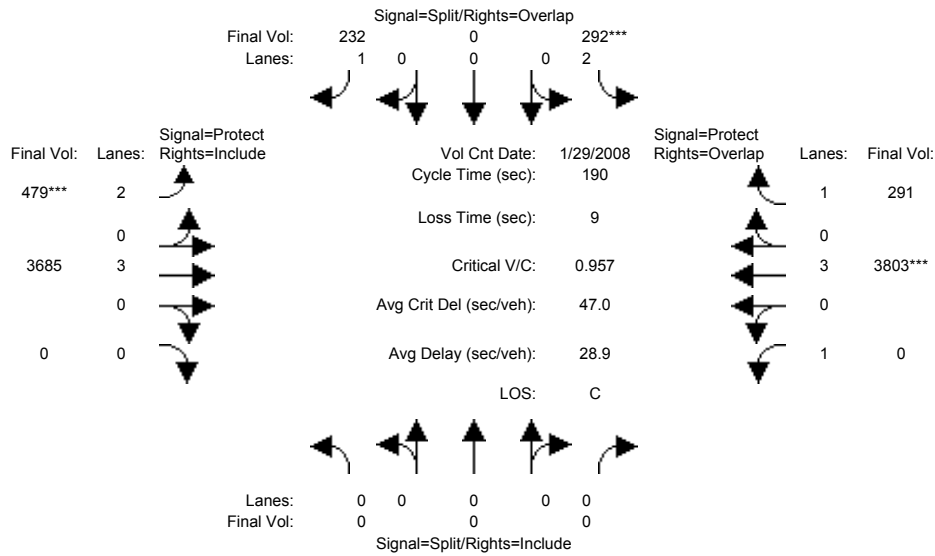 Signal=Split/Rights=Overlap
Final Vol: 232 0 292***
Lanes: 1 0 0 0 2
Signal=Protect
Final Vol: Lanes: Rights=Include
Vol Cnt Date: 1/29/2008
Signal=Protect
Rights=Overlap Lanes: Final Vol:
Cycle Time (sec): 190
479*** 2
1 291
Loss Time (sec): 9
0
0
3685 3
Critical V/C: 0.957
3 3803***
0
Avg Crit Del (sec/veh): 47.0
0
0 0
Avg Delay (sec/veh): 28.9
1 0
LOS: C
Lanes: 0 0 0 0 0
Final Vol: 0 0 0
Signal=Split/Rights=Include